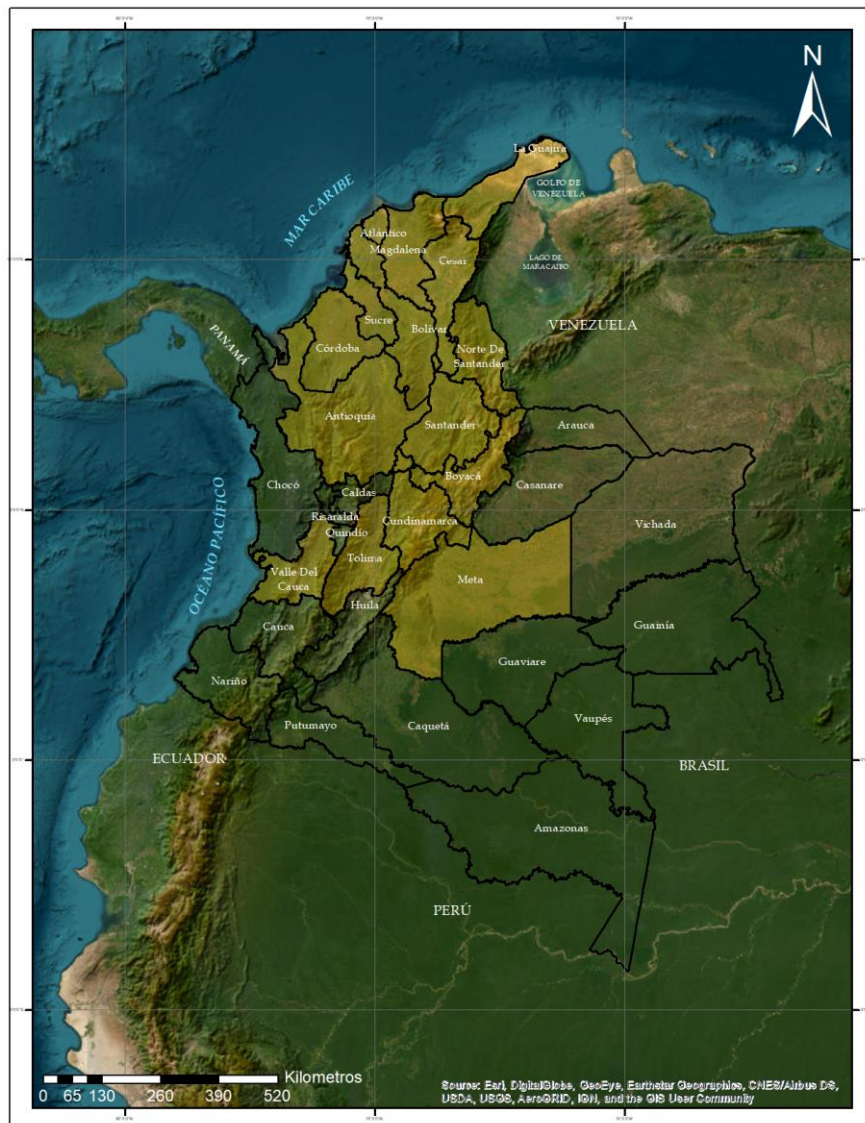 N
La Guajira
GOLFO DE
VENEZUELA
MAR CARIBE
Atlántico
Magdalena
Cesar
LAGO DE
MARACAIBO
Sucre
Bolívar
VENEZUELA
PANAMÁ
Córdoba
Norte De
Santander
Antioquia
Santander
Arauca
Chocó
Caldas
Boyacá
Casanare
Risaralda
Cundinamarca
Vichada
Quindío
OCÉANO PACÍFICO
Tolima
Valle Del
Cauca
Meta
Huila
Cauca
Guainía
Guaviare
Nariño
Putumayo
Caquetá
Vaupés
ECUADOR
BRASIL
Amazonas
PERÚ
Kilometros
0 65 130 260 390 520
Source: Esri, DigitalGlobe, GeoEye, Earthstar Geographics, CNES/Airbus DS,
USDA, USGS, AeroGRID, IGN, and the GIS User Community